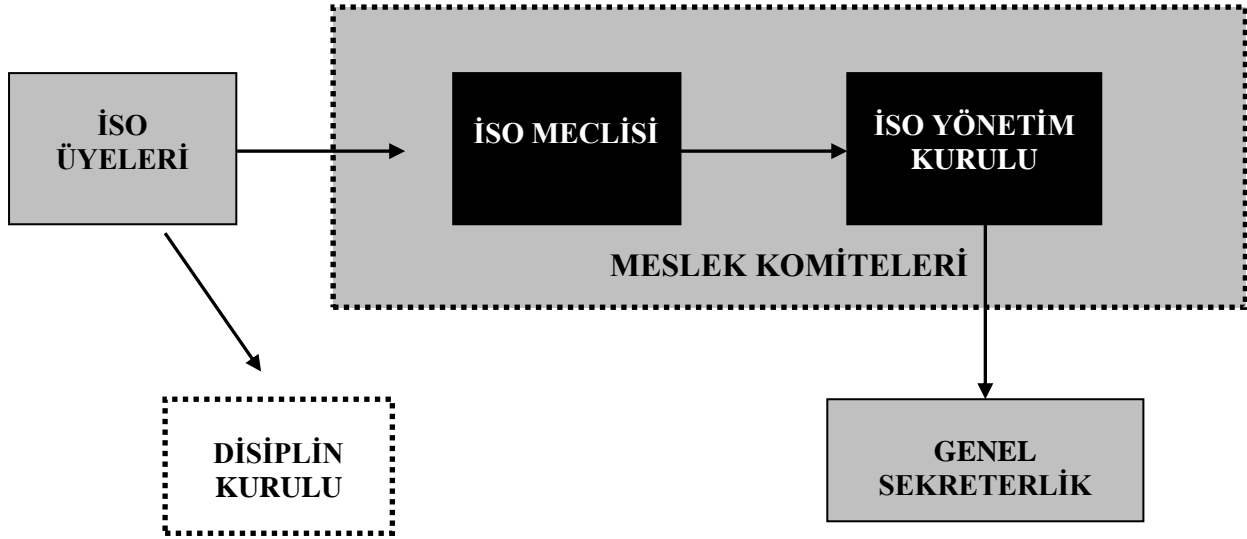 İSO
ÜYELERİ
İSO MECLİSİ
İSO YÖNETİM
KURULU
MESLEK KOMİTELERİ
DİSİPLİN
KURULU
GENEL
SEKRETERLİK